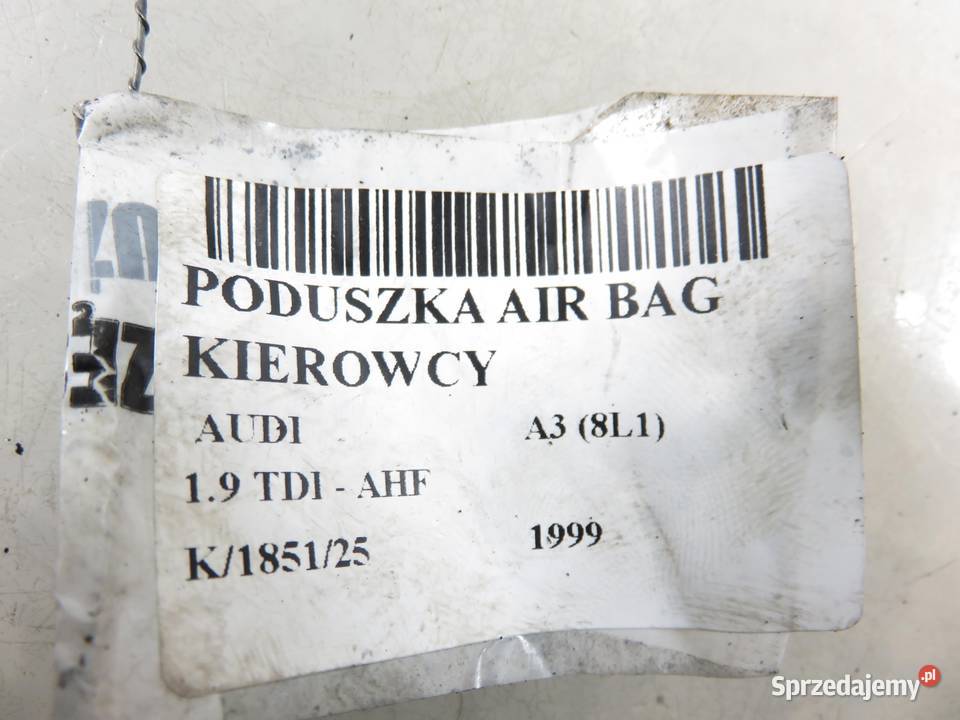 PODUSZKA AIR BAG
KIEROWCY
AUDI A3 (8L1)
1.9 TDI - AHF
K/1851/25 1999
Sprzedajemy.pl